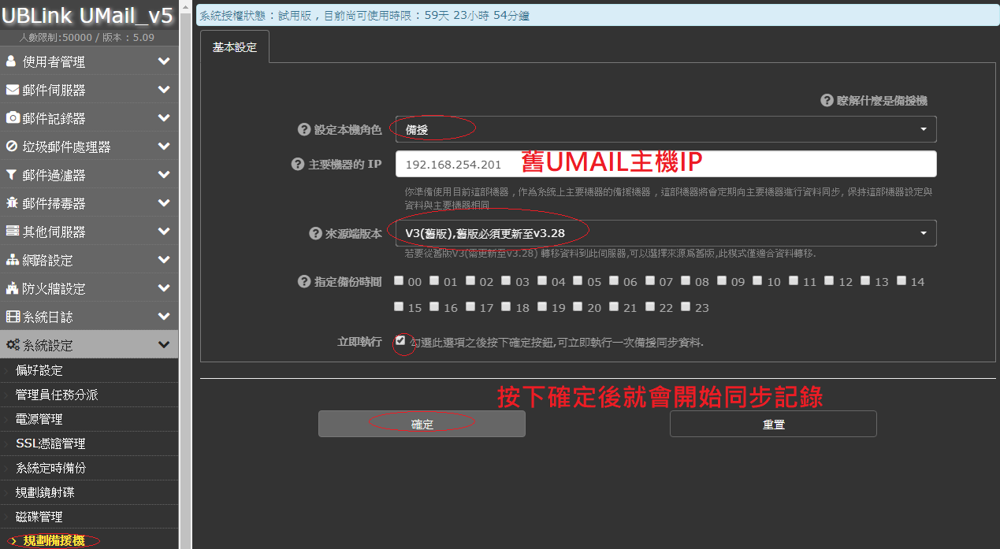 UBLink UMail_v5
人數限制:50000 / 版本 : 5.09
使用者管理
郵件伺服器
郵件記錄器
垃圾郵件處理器
郵件過濾器
郵件掃毒器
其他伺服器
網路設定
防火牆設定
系統日誌
系統設定
偏好設定
管理員任務分派
電源管理
SSL憑證管理
系統定時備份
規劃鏡射碟
磁碟管理
規劃備援機
系統授權狀態：試用版 , 目前尚可使用時限：59天 23小時 54分鐘
基本設定
瞭解什麼是備援機
設定本機角色 備援
主要機器的 IP 192.168.254.201 舊UMAIL主機IP
你準備使用目前這部機器 , 作為系統上主要機器的備援機器 , 這部機器將會定期向主要機器進行資料同步, 保持這部機器設定與
資料與主要機器相同
來源端版本 V3(舊版),舊版必須更新至v3.28
若要從舊版V3(需更新至v3.28) 轉移資料到此伺服器,可以選擇來源為舊版,此模式僅適合資料轉移.
指定備份時間 00 01 02 03 04 05 06 07 08 09 10 11 12 13 14
15 16 17 18 19 20 21 22 23
立即執行 勾選此選項之後按下確定按鈕,可立即執行一次備援同步資料.
按下確定後就會開始同步記錄
確定 重置